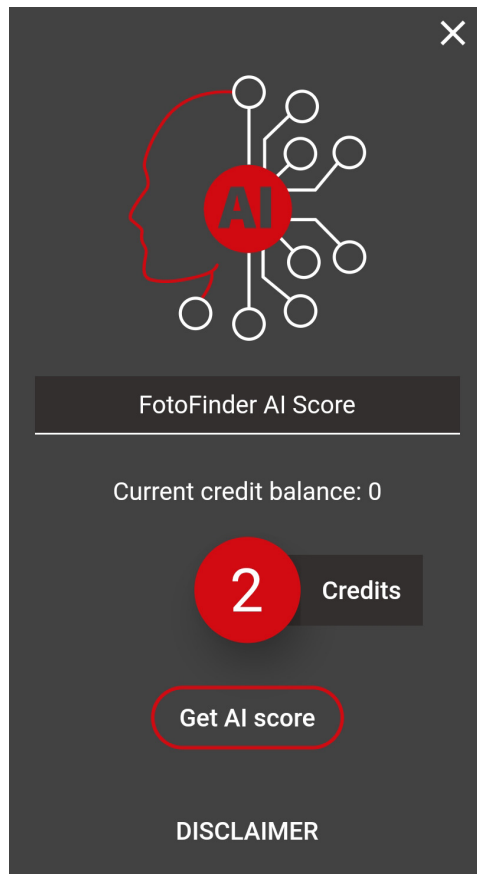 AI
FotoFinder AI Score
Current credit balance: 0
2 Credits
Get AI score
DISCLAIMER